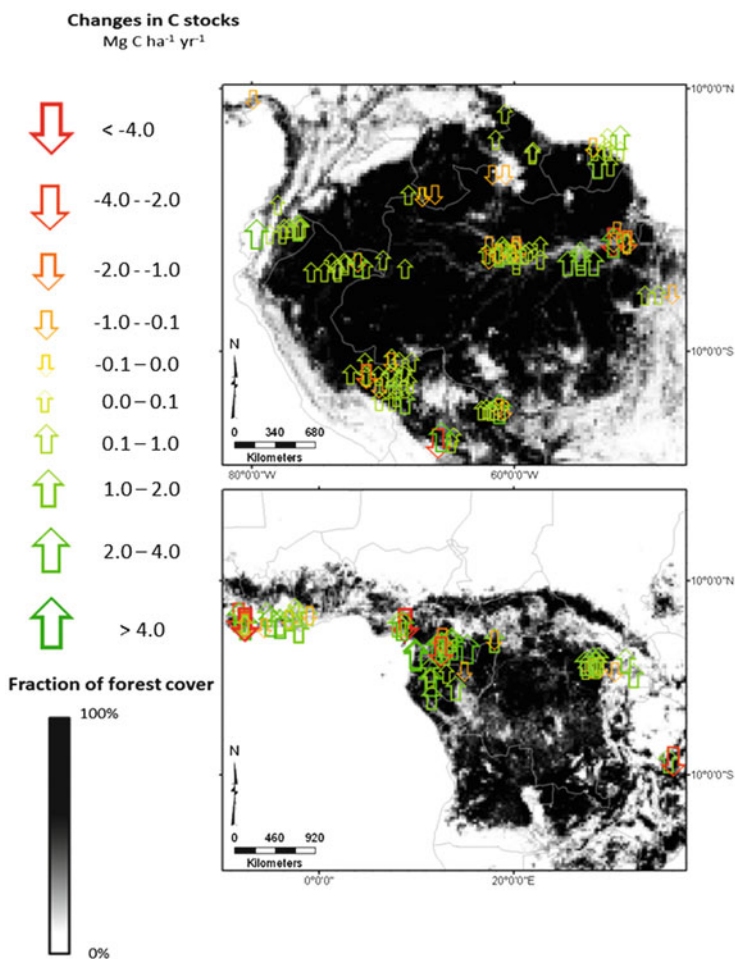 Changes in C stocks
Mg C ha⁻¹ yr⁻¹
< -4.0
-4.0 - -2.0
-2.0 - -1.0
-1.0 - -0.1
-0.1 – 0.0
0.0 – 0.1
0.1 – 1.0
1.0 – 2.0
2.0 – 4.0
> 4.0
Fraction of forest cover
100%
0%
10°0'0"N
10°0'0"S
N
0 340 680
Kilometers
80°0'0"W
60°0'0"W
10°0'0"N
10°0'0"S
N
0 460 920
Kilometers
0°0'0"
20°0'0"E